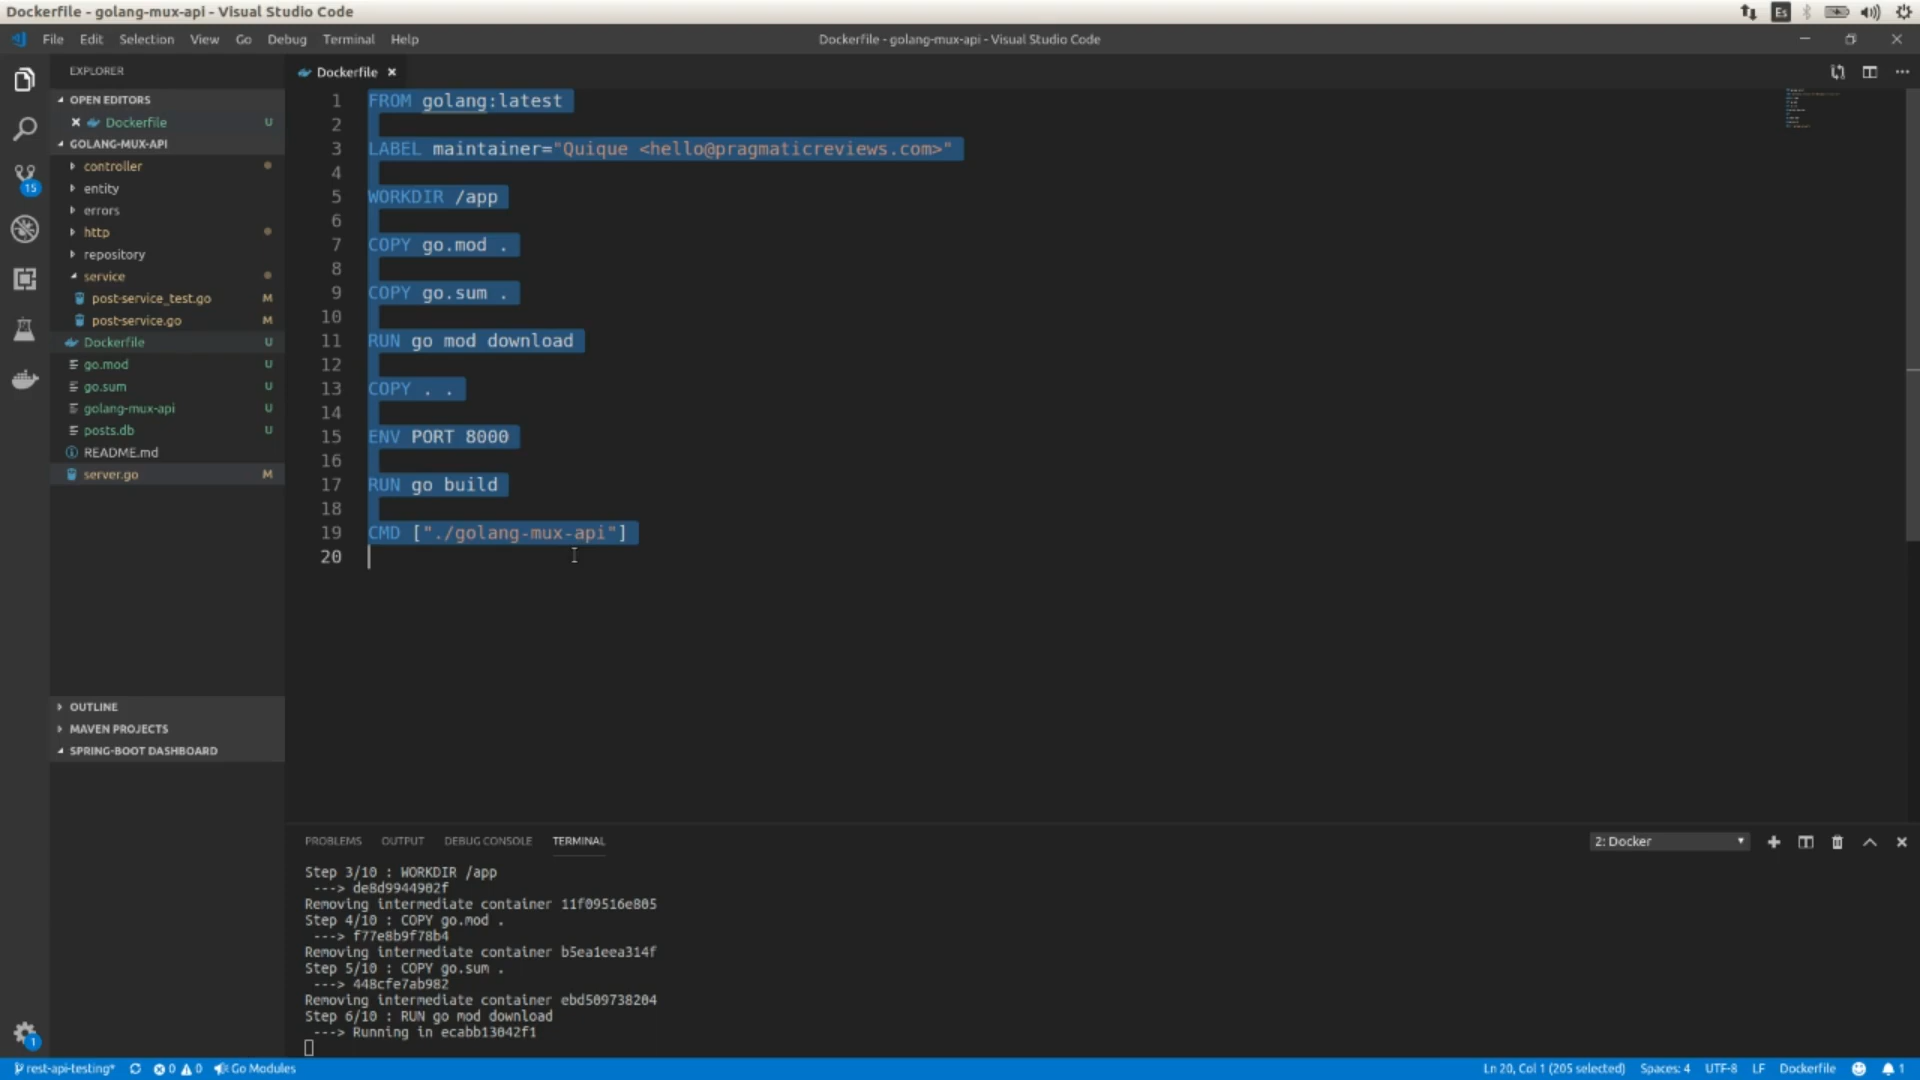 Dockerfile - golang-mux-api - Visual Studio Code
Es
File Edit Selection View Go Debug Terminal Help
Dockerfile - golang-mux-api - Visual Studio Code
EXPLORER
OPEN EDITORS
Dockerfile U
GOLANG-MUX-API
controller
entity
errors
http
repository
service
post-service_test.go M
post-service.go M
Dockerfile U
go.mod U
go.sum U
golang-mux-api U
posts.db U
README.md
server.go M
OUTLINE
MAVEN PROJECTS
SPRING-BOOT DASHBOARD
15
1
Dockerfile
1 FROM golang:latest
2
3 LABEL maintainer="Quique <hello@pragmaticreviews.com>"
4
5 WORKDIR /app
6
7 COPY go.mod .
8
9 COPY go.sum .
10
11 RUN go mod download
12
13 COPY . .
14
15 ENV PORT 8000
16
17 RUN go build
18
19 CMD ["./golang-mux-api"]
20
PROBLEMS OUTPUT DEBUG CONSOLE TERMINAL
2: Docker
Step 3/10 : WORKDIR /app
---> de8d9944902f
Removing intermediate container 11f09516e805
Step 4/10 : COPY go.mod .
---> f77e8b9f78b4
Removing intermediate container b5ea1eea314f
Step 5/10 : COPY go.sum .
---> 448cfe7ab982
Removing intermediate container ebd509738204
Step 6/10 : RUN go mod download
---> Running in ecabb13042f1
rest-api-testing* 0 0 Go Modules
Ln 20, Col 1 (205 selected) Spaces: 4 UTF-8 LF Dockerfile 1